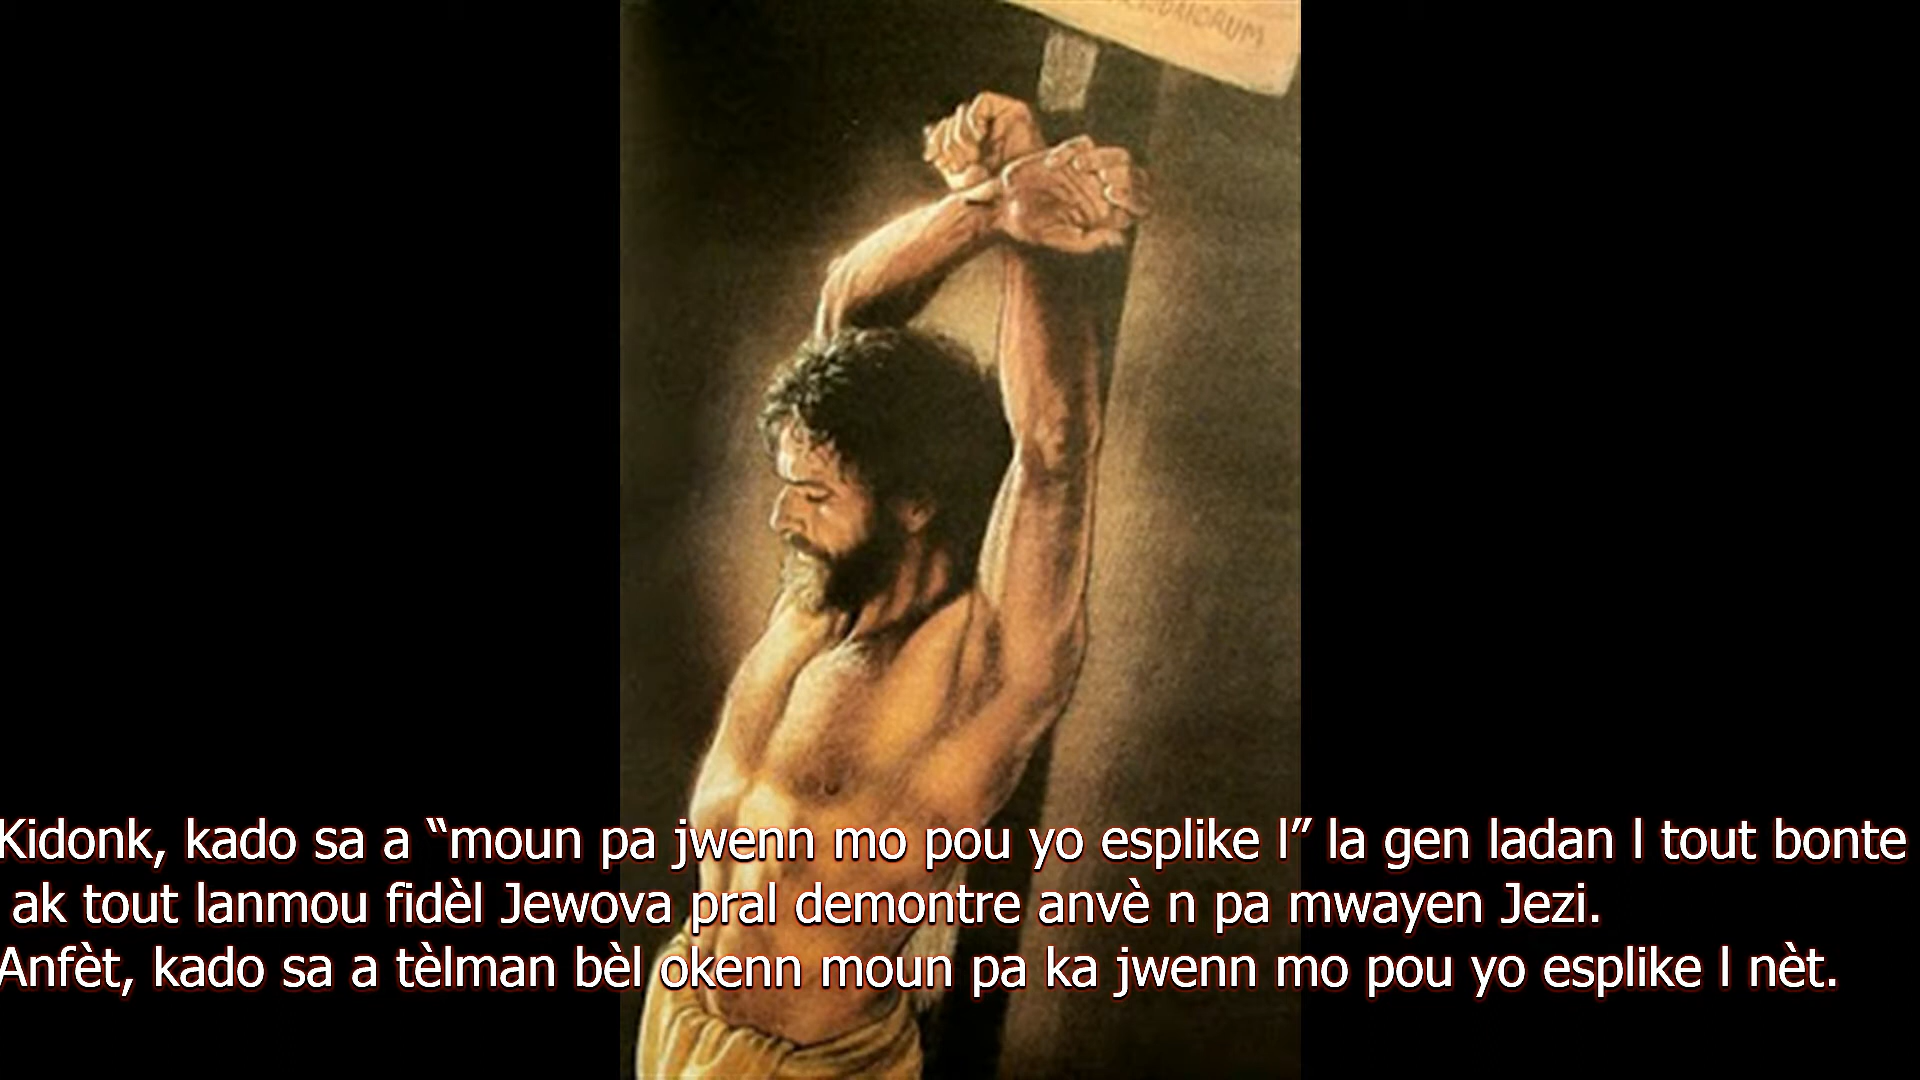 Kidonk, kado sa a “moun pa jwenn mo pou yo esplike l” la gen ladan l tout bonte
ak tout lanmou fidèl Jewova pral demontre anvè n pa mwayen Jezi.
Anfèt, kado sa a tèlman bèl okenn moun pa ka jwenn mo pou yo esplike l nèt.